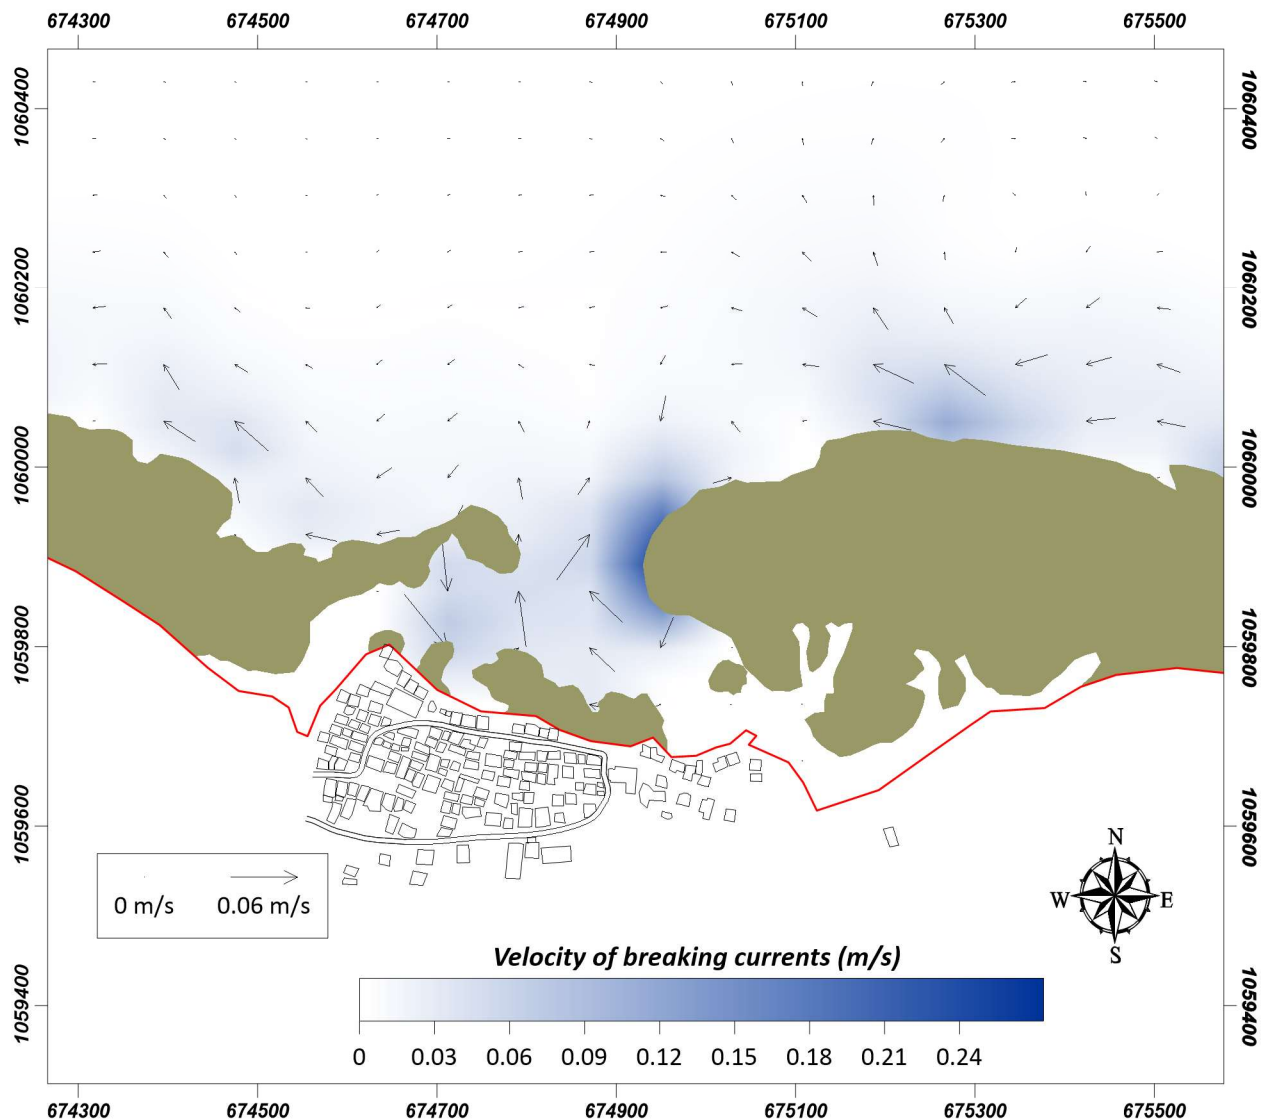 674300 674500 674700 674900 675100 675300 675500
1060400 1060400
1060200 1060200
1060000 1060000
1059800 1059800
1059600 1059600
N
W E
S
0 m/s 0.06 m/s
Velocity of breaking currents (m/s)
0 0.03 0.06 0.09 0.12 0.15 0.18 0.21 0.24
1059400 1059400
674300 674500 674700 674900 675100 675300 675500